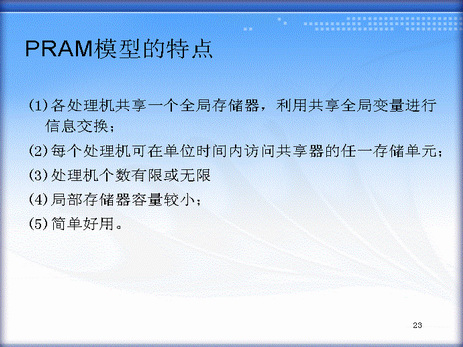 PRAM模型的特点
(1)各处理机共享一个全局存储器，利用共享全局变量进行
信息交换；
(2)每个处理机可在单位时间内访问共享器的任一存储单元；
(3)处理机个数有限或无限
(4)局部存储器容量较小；
(5)简单好用。
23